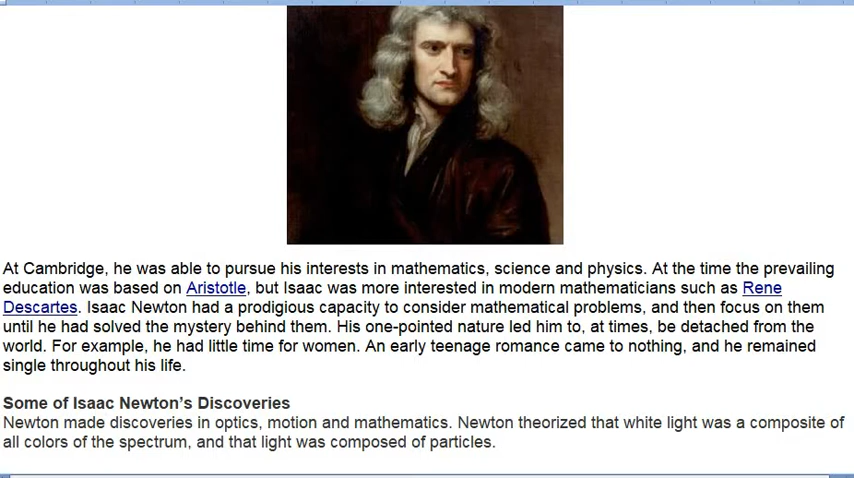 At Cambridge, he was able to pursue his interests in mathematics, science and physics. At the time the prevailing
education was based on Aristotle, but Isaac was more interested in modern mathematicians such as Rene
Descartes. Isaac Newton had a prodigious capacity to consider mathematical problems, and then focus on them
until he had solved the mystery behind them. His one-pointed nature led him to, at times, be detached from the
world. For example, he had little time for women. An early teenage romance came to nothing, and he remained
single throughout his life.
Some of Isaac Newton’s Discoveries
Newton made discoveries in optics, motion and mathematics. Newton theorized that white light was a composite of
all colors of the spectrum, and that light was composed of particles.